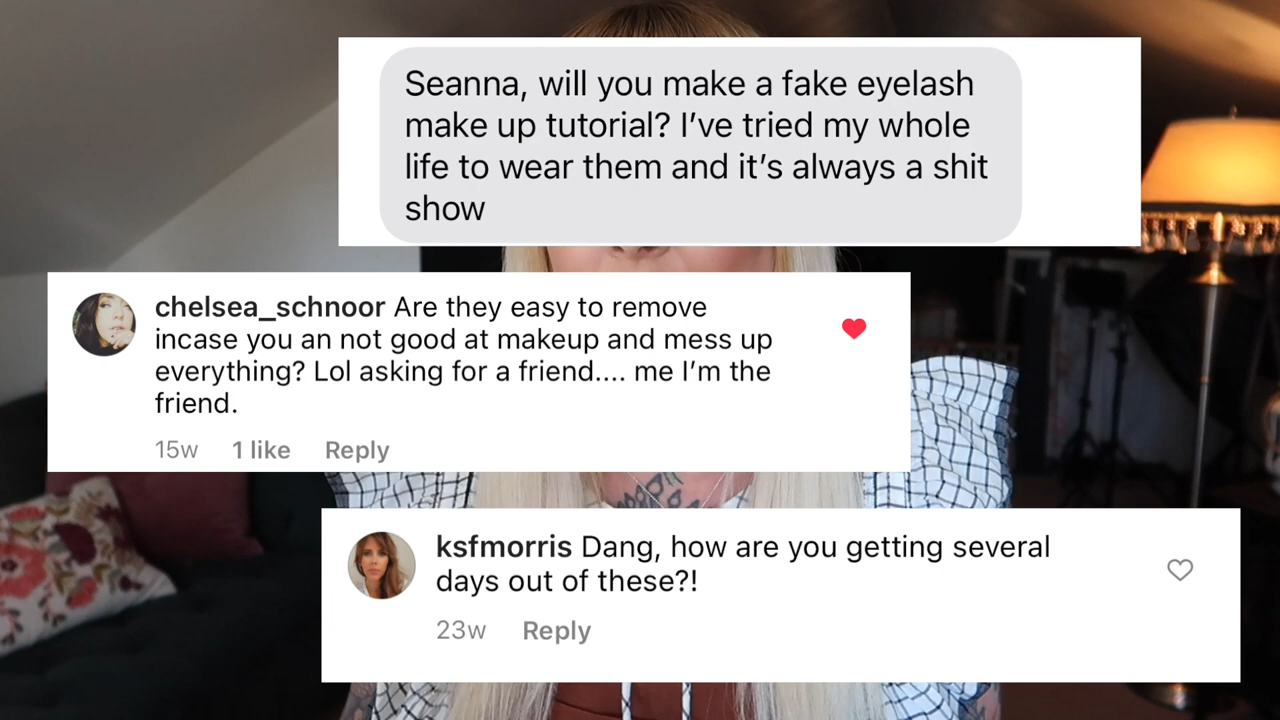 Seanna, will you make a fake eyelash
make up tutorial? I’ve tried my whole
life to wear them and it’s always a shit
show
chelsea_schnoor Are they easy to remove
incase you an not good at makeup and mess up
everything? Lol asking for a friend.... me I’m the
friend.
15w 1 like Reply
ksfmorris Dang, how are you getting several
days out of these?!
23w Reply